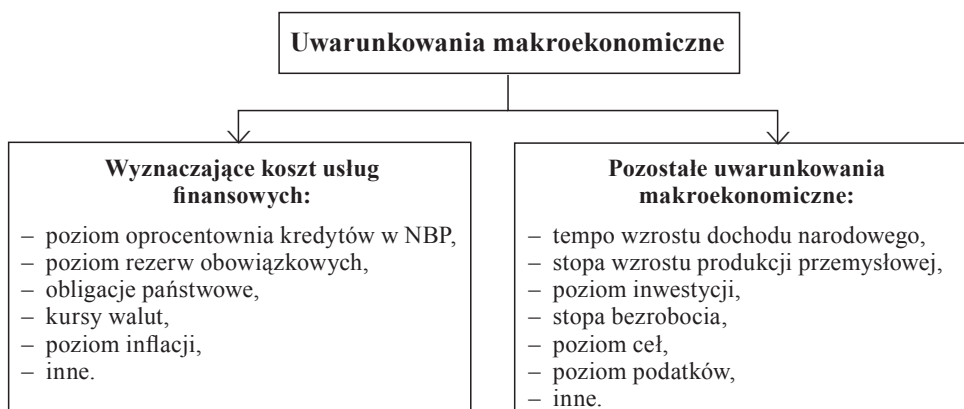 Uwarunkowania makroekonomiczne
Wyznaczające koszt usług
finansowych:
– poziom oprocentownia kredytów w NBP,
– poziom rezerw obowiązkowych,
– obligacje państwowe,
– kursy walut,
– poziom inflacji,
– inne.
Pozostałe uwarunkowania
makroekonomiczne:
– tempo wzrostu dochodu narodowego,
– stopa wzrostu produkcji przemysłowej,
– poziom inwestycji,
– stopa bezrobocia,
– poziom ceł,
– poziom podatków,
– inne.